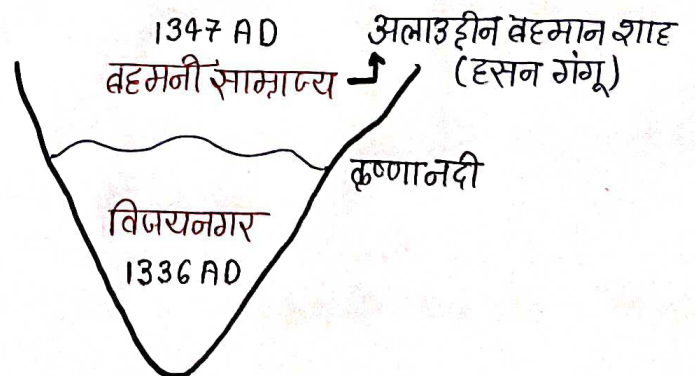 1347 AD
अलाउद्दीन बहमान शाह
(हसन गंगू)
बहमनी साम्राज्य
कृष्णा नदी
विजयनगर
1336 AD